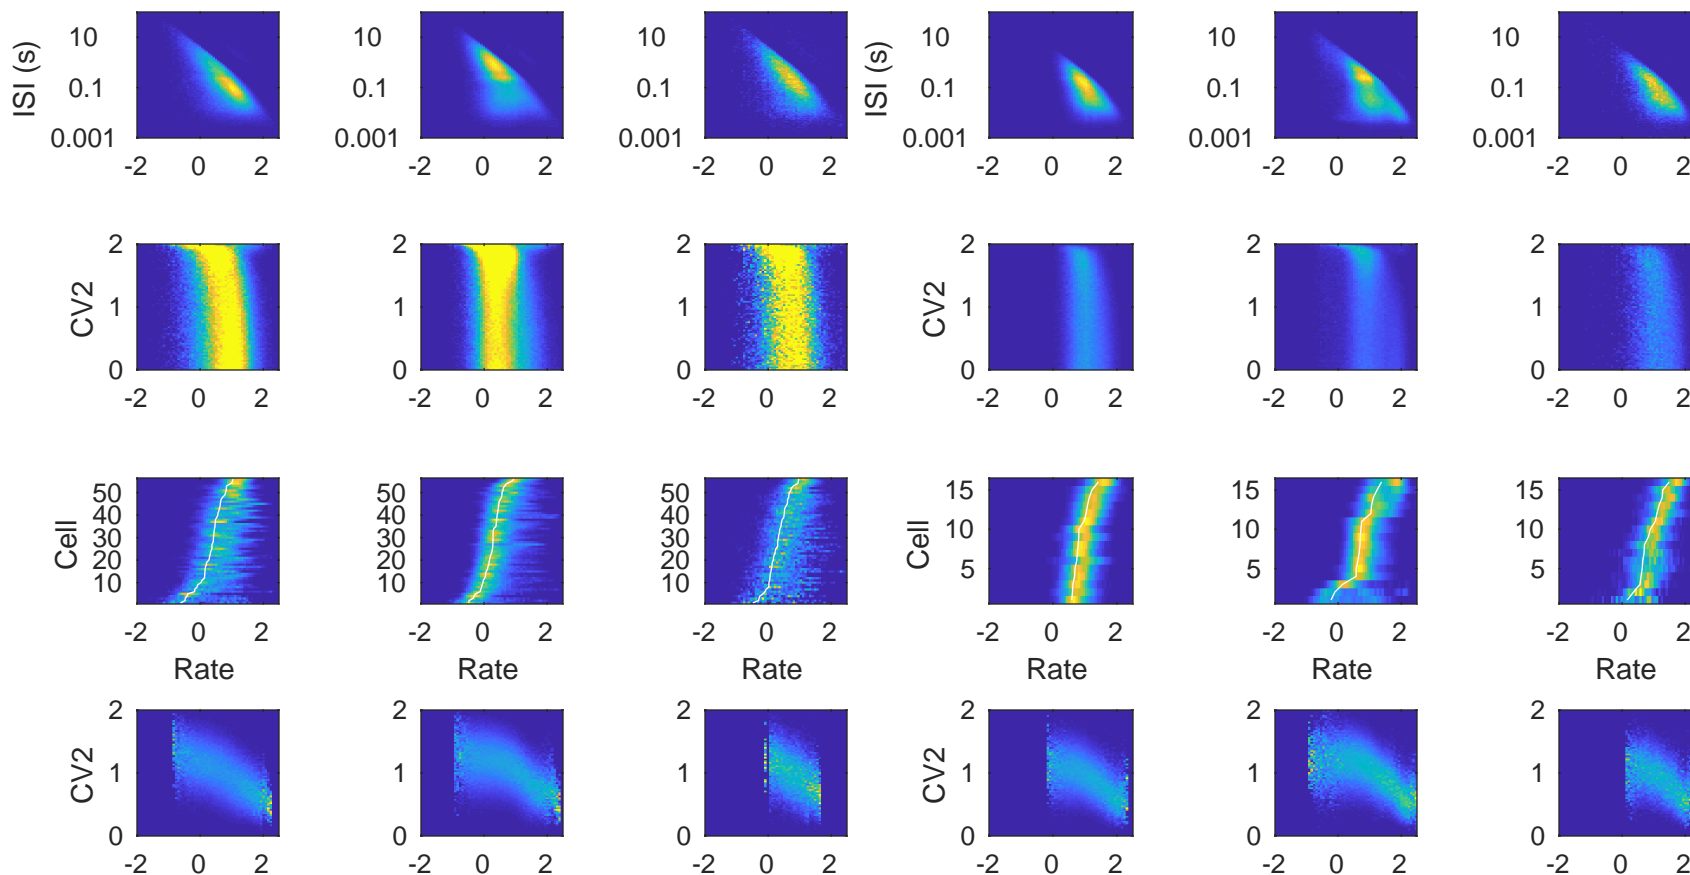 ISI (s) 10 0.1 0.001 10 0.1 0.001 10 0.1 0.001 ISI (s) 10 0.1 0.001 10 0.1 0.001 10 0.1 0.001
-2 0 2 -2 0 2 -2 0 2 -2 0 2 -2 0 2 -2 0 2
CV2 2 1 0 2 1 0 2 1 0 CV2 2 1 0 2 1 0 2 1 0
-2 0 2 -2 0 2 -2 0 2 -2 0 2 -2 0 2 -2 0 2
Cell 50 40 30 20 10 50 40 30 20 10 50 40 30 20 10 Cell 15 10 5 15 10 5 15 10 5
-2 0 2 -2 0 2 -2 0 2 -2 0 2 -2 0 2 -2 0 2
Rate Rate Rate Rate Rate Rate
CV2 2 1 0 2 1 0 2 1 0 CV2 2 1 0 2 1 0 2 1 0
-2 0 2 -2 0 2 -2 0 2 -2 0 2 -2 0 2 -2 0 2